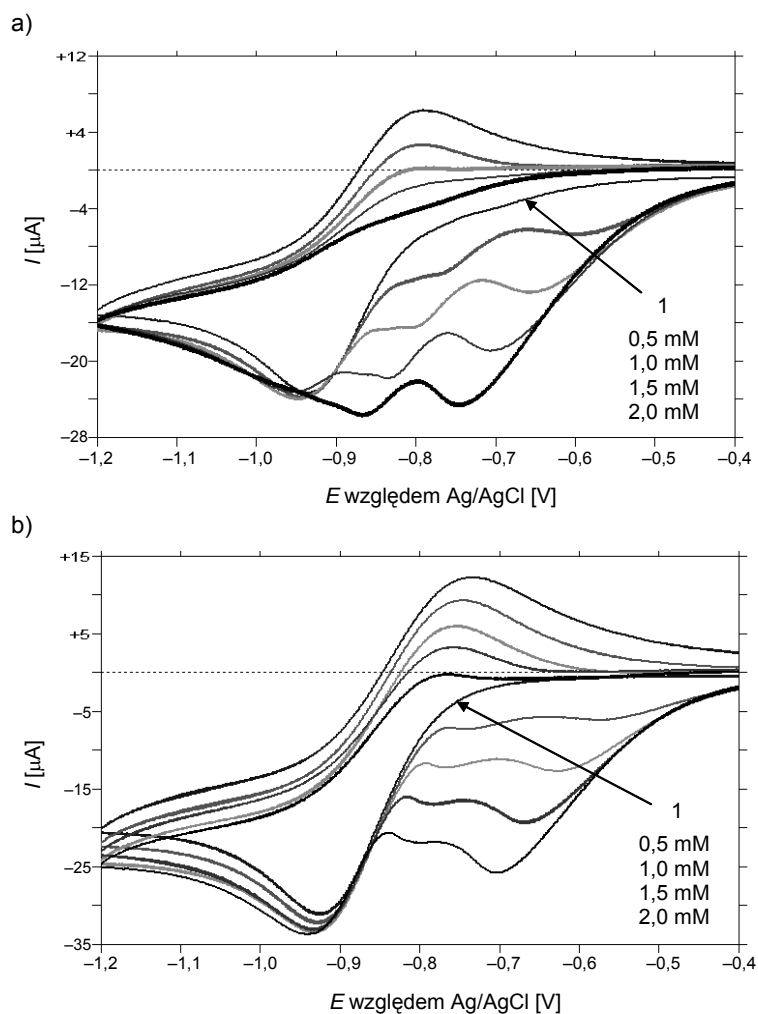 a)
+12
+4
–4
–12
–20
–28
I [μA]
1
0,5 mM
1,0 mM
1,5 mM
2,0 mM
–1,2 –1,1 –1,0 –0,9 –0,8 –0,7 –0,6 –0,5 –0,4
E względem Ag/AgCl [V]
b)
+15
+5
–5
–15
–25
–35
I [μA]
1
0,5 mM
1,0 mM
1,5 mM
2,0 mM
–1,2 –1,1 –1,0 –0,9 –0,8 –0,7 –0,6 –0,5 –0,4
E względem Ag/AgCl [V]